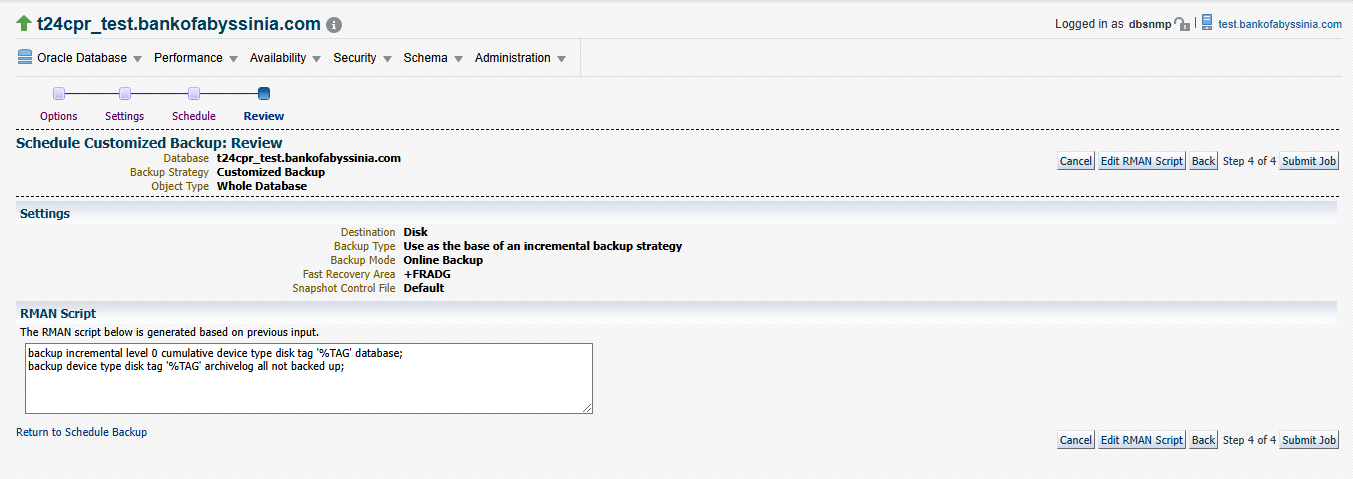 t24cpr_test.bankofabyssinia.com
Logged in as dbsnmp | test.bankofabyssinia.com
Oracle Database Performance Availability Security Schema Administration
Options Settings Schedule Review
Schedule Customized Backup: Review
Database t24cpr_test.bankofabyssinia.com
Backup Strategy Customized Backup
Object Type Whole Database
Cancel Edit RMAN Script Back Step 4 of 4 Submit Job
Settings
Destination Disk
Backup Type Use as the base of an incremental backup strategy
Backup Mode Online Backup
Fast Recovery Area +FRADG
Snapshot Control File Default
RMAN Script
The RMAN script below is generated based on previous input.
backup incremental level 0 cumulative device type disk tag '%TAG' database;
backup device type disk tag '%TAG' archivelog all not backed up;
Return to Schedule Backup
Cancel Edit RMAN Script Back Step 4 of 4 Submit Job